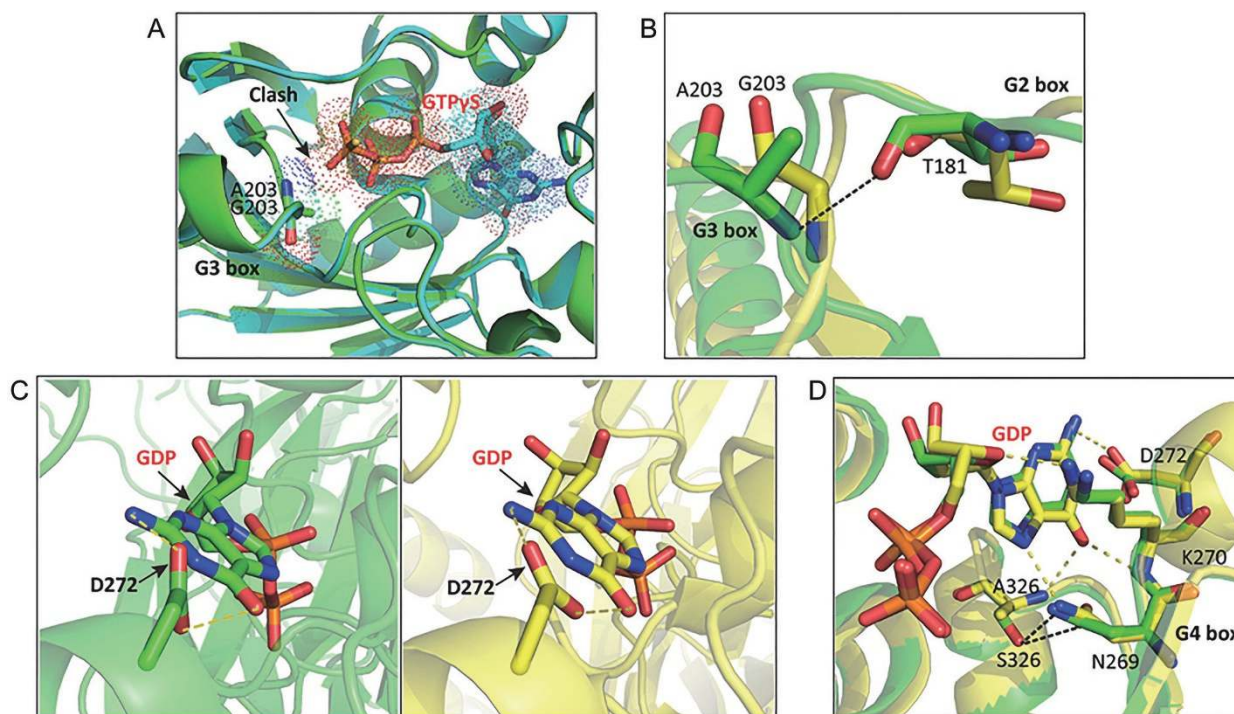 A
Clash
GTPγS
A203
G203
G3 box
B
A203
G203
G2 box
T181
G3 box
C
GDP
D272
GDP
D272
D
GDP
D272
K270
A326
G4 box
S326
N269